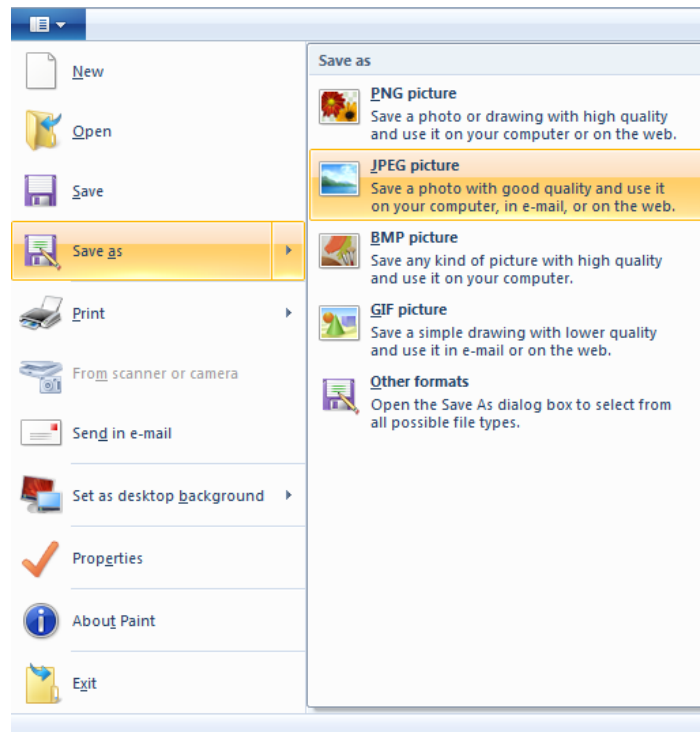 New
Open
Save
Save as
Print
From scanner or camera
Send in e-mail
Set as desktop background
Properties
About Paint
Exit
Save as
PNG picture
Save a photo or drawing with high quality
and use it on your computer or on the web.
JPEG picture
Save a photo with good quality and use it
on your computer, in e-mail, or on the web.
BMP picture
Save any kind of picture with high quality
and use it on your computer.
GIF picture
Save a simple drawing with lower quality
and use it in e-mail or on the web.
Other formats
Open the Save As dialog box to select from
all possible file types.